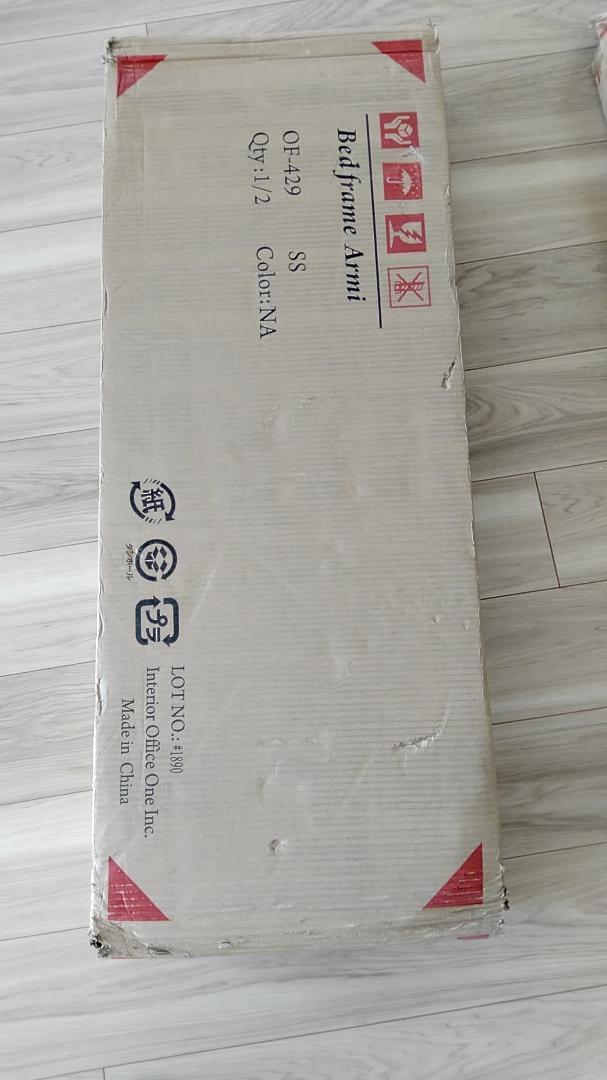 Bedframe Armi
OF-429 SS
Qty:1/2 Color:NA
紙
ダンボール
プラ
LOT NO.: #1890
Interior Office One Inc.
Made in China